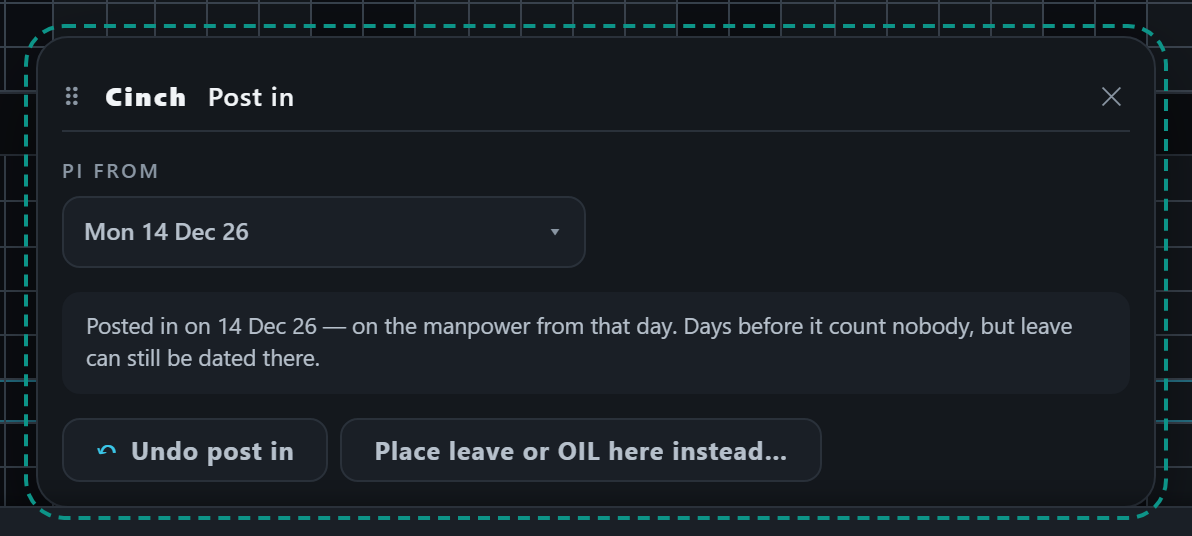 Cinch Post in
PI FROM
Mon 14 Dec 26
Posted in on 14 Dec 26 — on the manpower from that day. Days before it count nobody, but leave
can still be dated there.
Undo post in
Place leave or OIL here instead...